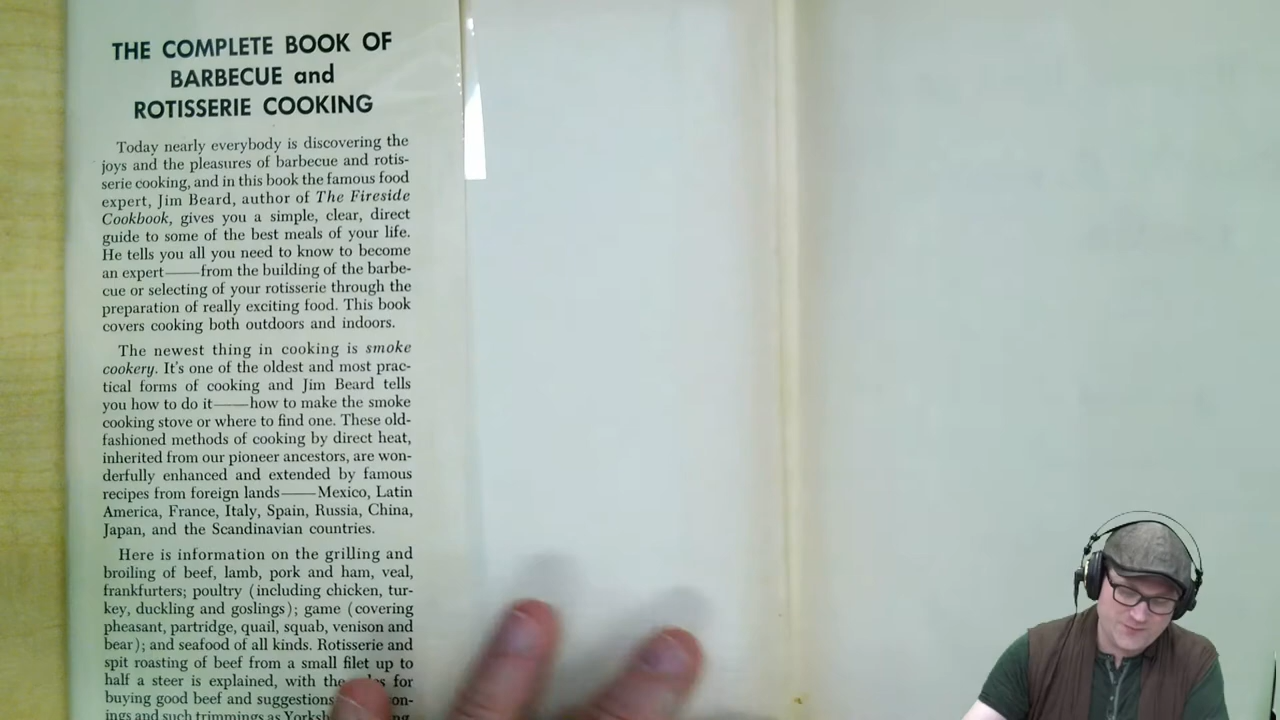 THE COMPLETE BOOK OF
BARBECUE and
ROTISSERIE COOKING
Today nearly everybody is discovering the
joys and the pleasures of barbecue and rotis-
serie cooking, and in this book the famous food
expert, Jim Beard, author of The Fireside
Cookbook, gives you a simple, clear, direct
guide to some of the best meals of your life.
He tells you all you need to know to become
an expert——from the building of the barbe-
cue or selecting of your rotisserie through the
preparation of really exciting food. This book
covers cooking both outdoors and indoors.
The newest thing in cooking is smoke
cookery. It's one of the oldest and most prac-
tical forms of cooking and Jim Beard tells
you how to do it——how to make the smoke
cooking stove or where to find one. These old-
fashioned methods of cooking by direct heat,
inherited from our pioneer ancestors, are won-
derfully enhanced and extended by famous
recipes from foreign lands——Mexico, Latin
America, France, Italy, Spain, Russia, China,
Japan, and the Scandinavian countries.
Here is information on the grilling and
broiling of beef, lamb, pork and ham, veal,
frankfurters; poultry (including chicken, tur-
key, duckling and goslings); game (covering
pheasant, partridge, quail, squab, venison and
bear); and seafood of all kinds. Rotisserie and
spit roasting of beef from a small filet up to
half a steer is explained, with the for
buying good beef and suggestions
ings and such trimmings as